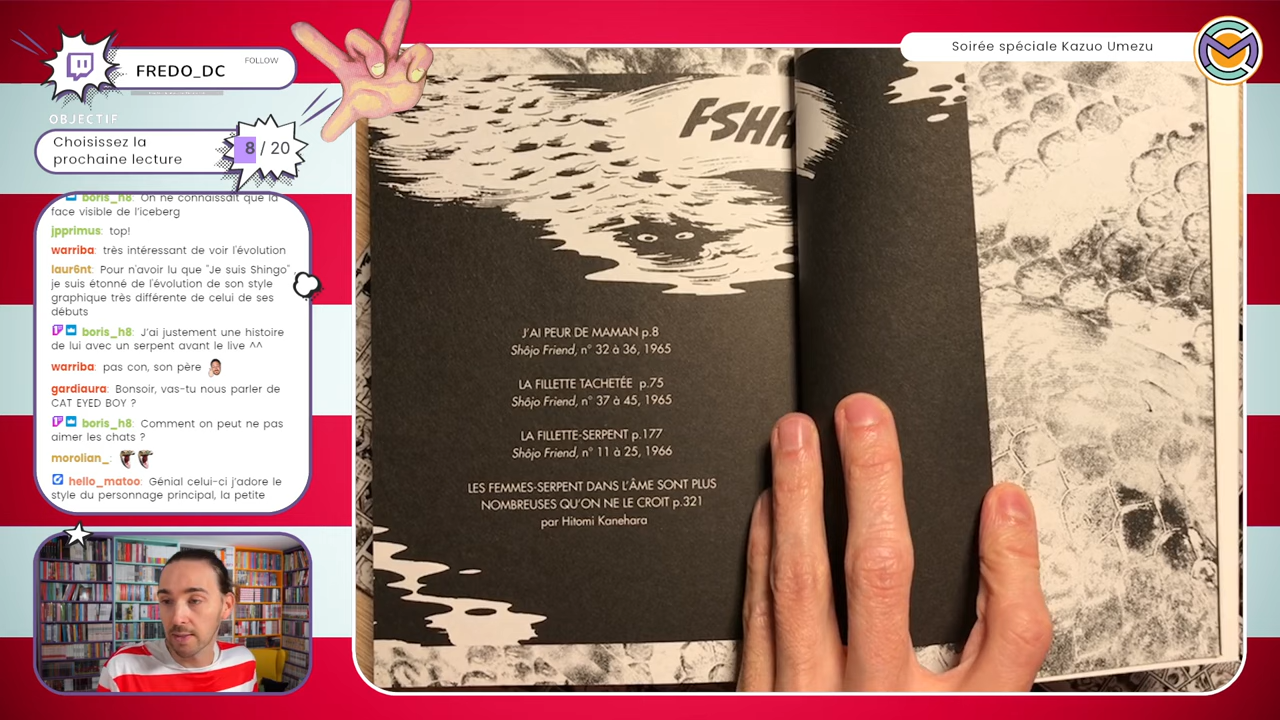 FREDO_DC
FOLLOW
OBJECTIF
Choisissez la
prochaine lecture
8 / 20
boris_h8: On ne connaissait que la
face visible de l'iceberg
jpprimus: top!
warriba: très intéressant de voir l'évolution
laur6nt: Pour n'avoir lu que "Je suis Shingo"
je suis étonné de l'évolution de son style
graphique très différente de celui de ses
débuts
boris_h8: J'ai justement une histoire
de lui avec un serpent avant le live ^^
warriba: pas con, son père
gardiaura: Bonsoir, vas-tu nous parler de
CAT EYED BOY ?
boris_h8: Comment on peut ne pas
aimer les chats ?
morolian_:
hello_matoo: Génial celui-ci j'adore le
style du personnage principal, la petite
Soirée spéciale Kazuo Umezu
FSHH
J'AI PEUR DE MAMAN p.8
Shôjo Friend, n° 32 à 36, 1965
LA FILLETTE TACHETÉE p.75
Shôjo Friend, n° 37 à 45, 1965
LA FILLETTE-SERPENT p.177
Shôjo Friend, n° 11 à 25, 1966
LES FEMMES-SERPENT DANS L'ÂME SONT PLUS
NOMBREUSES QU'ON NE LE CROIT p.321
par Hitomi Kanehara